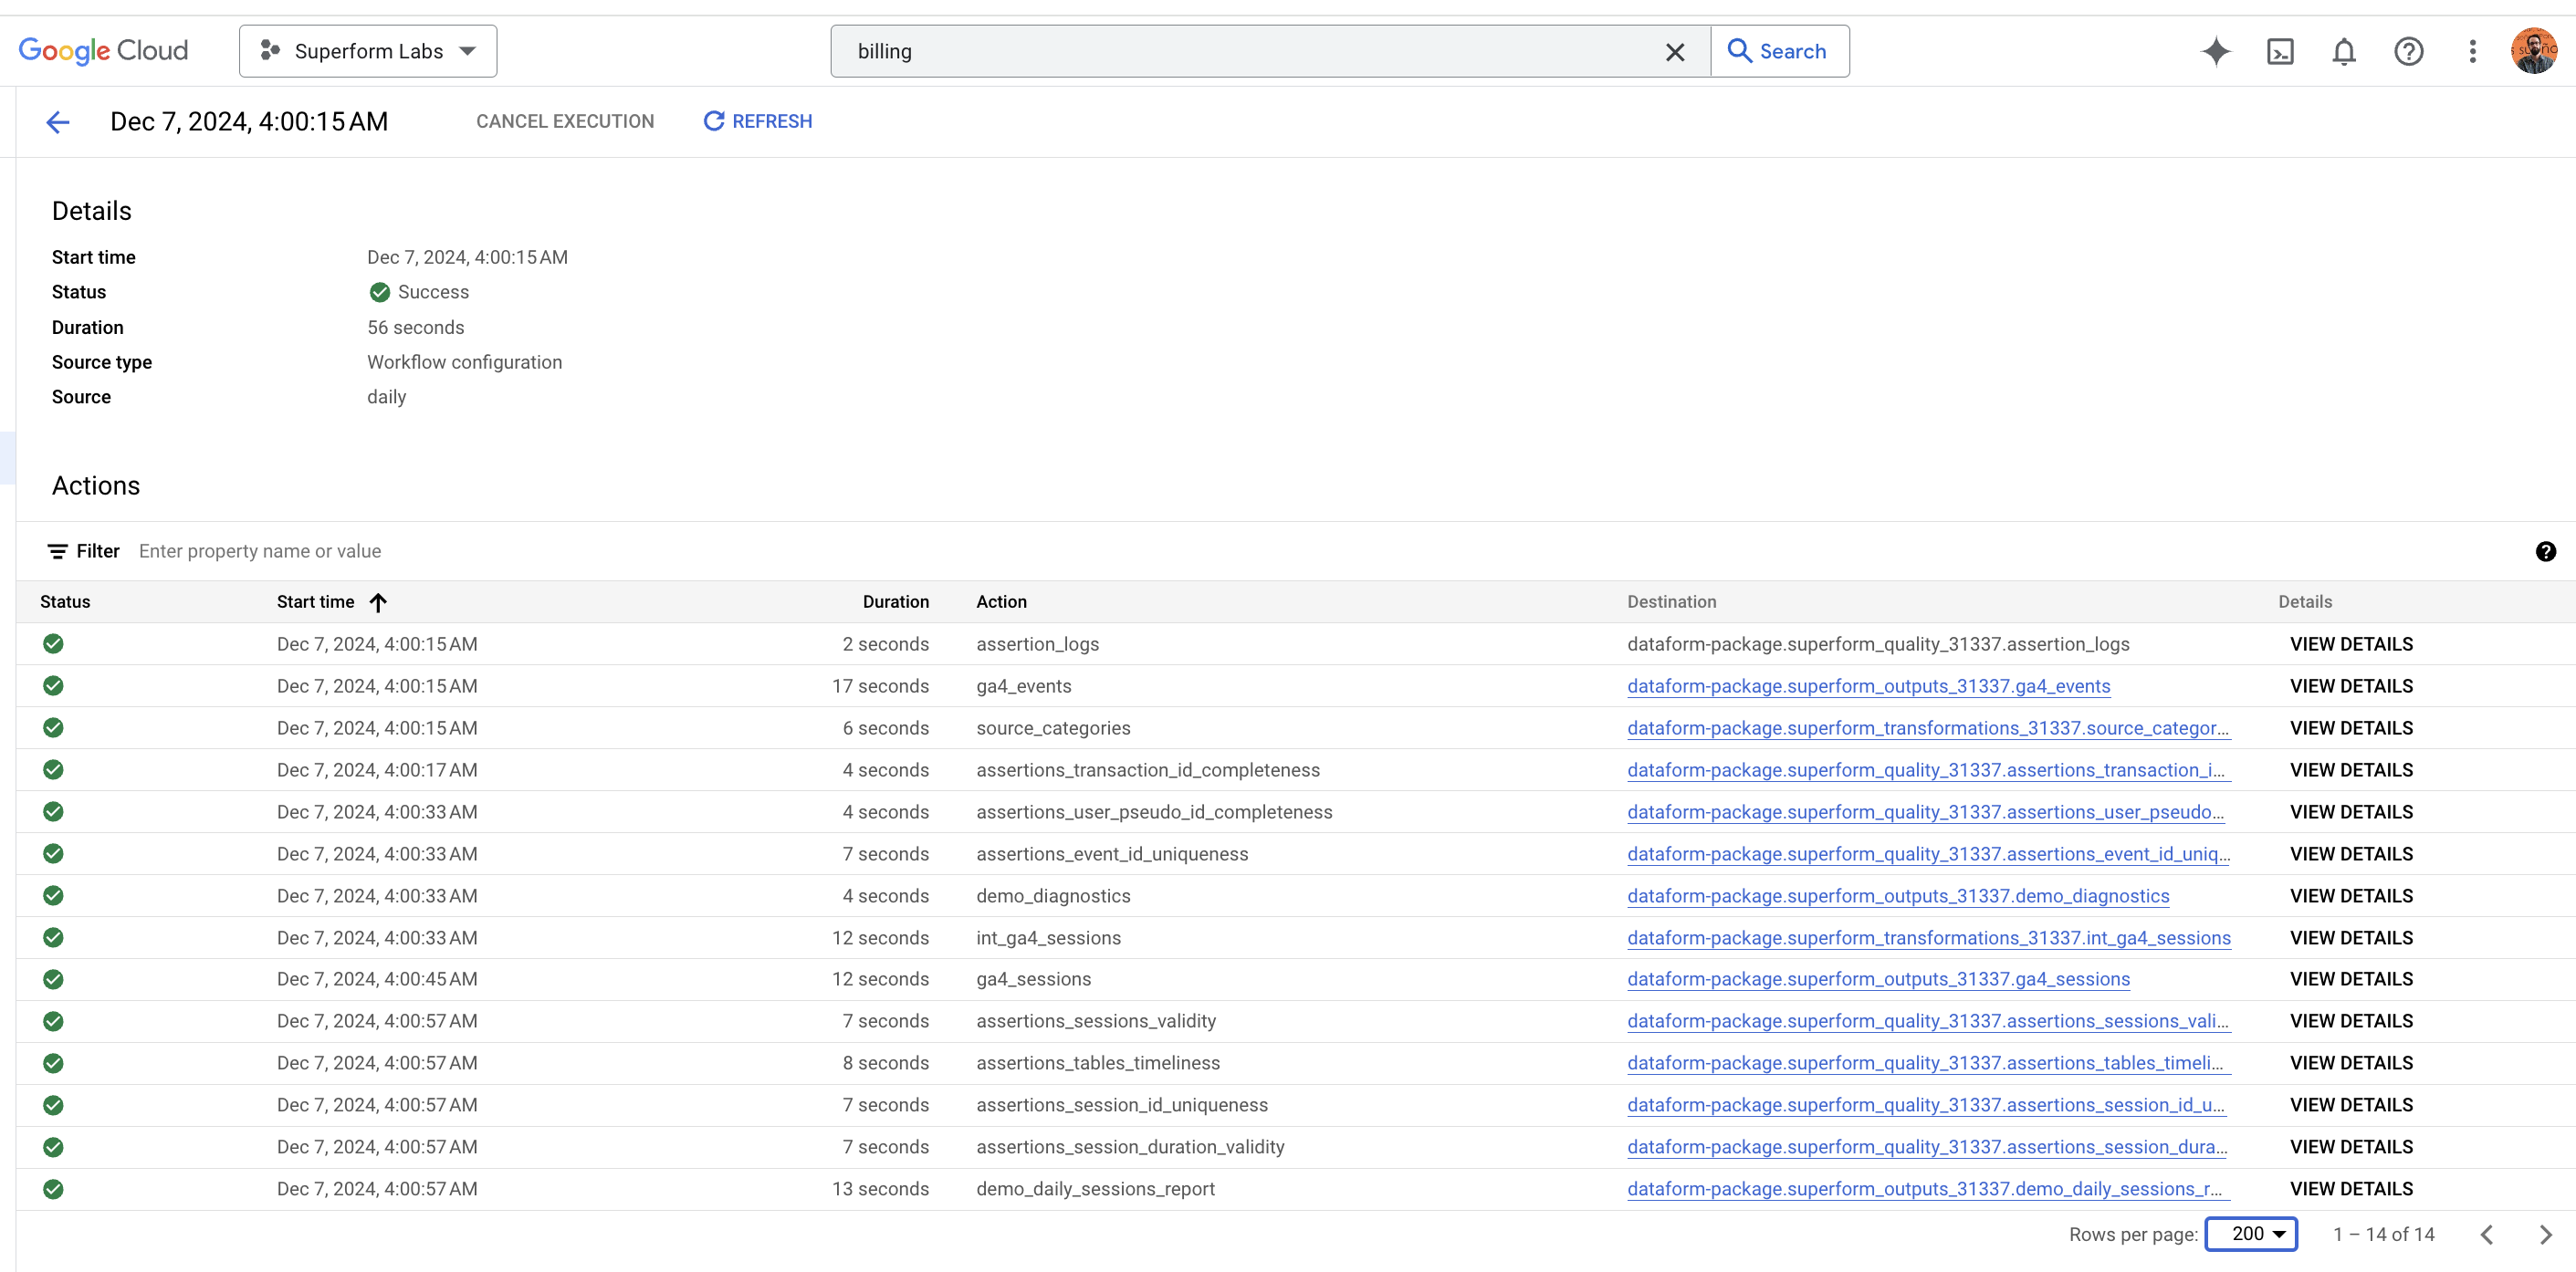 Google Cloud Superform Labs billing Search
Dec 7, 2024, 4:00:15 AM CANCEL EXECUTION REFRESH
Details
Start time Dec 7, 2024, 4:00:15 AM
Status Success
Duration 56 seconds
Source type Workflow configuration
Source daily
Actions
Filter Enter property name or value
Status Start time Duration Action Destination Details
Dec 7, 2024, 4:00:15 AM 2 seconds assertion_logs dataform-package.superform_quality_31337.assertion_logs VIEW DETAILS
Dec 7, 2024, 4:00:15 AM 17 seconds ga4_events dataform-package.superform_outputs_31337.ga4_events VIEW DETAILS
Dec 7, 2024, 4:00:15 AM 6 seconds source_categories dataform-package.superform_transformations_31337.source_categor... VIEW DETAILS
Dec 7, 2024, 4:00:17 AM 4 seconds assertions_transaction_id_completeness dataform-package.superform_quality_31337.assertions_transaction_i... VIEW DETAILS
Dec 7, 2024, 4:00:33 AM 4 seconds assertions_user_pseudo_id_completeness dataform-package.superform_quality_31337.assertions_user_pseudo... VIEW DETAILS
Dec 7, 2024, 4:00:33 AM 7 seconds assertions_event_id_uniqueness dataform-package.superform_quality_31337.assertions_event_id_uniq... VIEW DETAILS
Dec 7, 2024, 4:00:33 AM 4 seconds demo_diagnostics dataform-package.superform_outputs_31337.demo_diagnostics VIEW DETAILS
Dec 7, 2024, 4:00:33 AM 12 seconds int_ga4_sessions dataform-package.superform_transformations_31337.int_ga4_sessions VIEW DETAILS
Dec 7, 2024, 4:00:45 AM 12 seconds ga4_sessions dataform-package.superform_outputs_31337.ga4_sessions VIEW DETAILS
Dec 7, 2024, 4:00:57 AM 7 seconds assertions_sessions_validity dataform-package.superform_quality_31337.assertions_sessions_vali... VIEW DETAILS
Dec 7, 2024, 4:00:57 AM 8 seconds assertions_tables_timeliness dataform-package.superform_quality_31337.assertions_tables_timeli... VIEW DETAILS
Dec 7, 2024, 4:00:57 AM 7 seconds assertions_session_id_uniqueness dataform-package.superform_quality_31337.assertions_session_id_u... VIEW DETAILS
Dec 7, 2024, 4:00:57 AM 7 seconds assertions_session_duration_validity dataform-package.superform_quality_31337.assertions_session_dura... VIEW DETAILS
Dec 7, 2024, 4:00:57 AM 13 seconds demo_daily_sessions_report dataform-package.superform_outputs_31337.demo_daily_sessions_r... VIEW DETAILS
Rows per page: 200 1 – 14 of 14